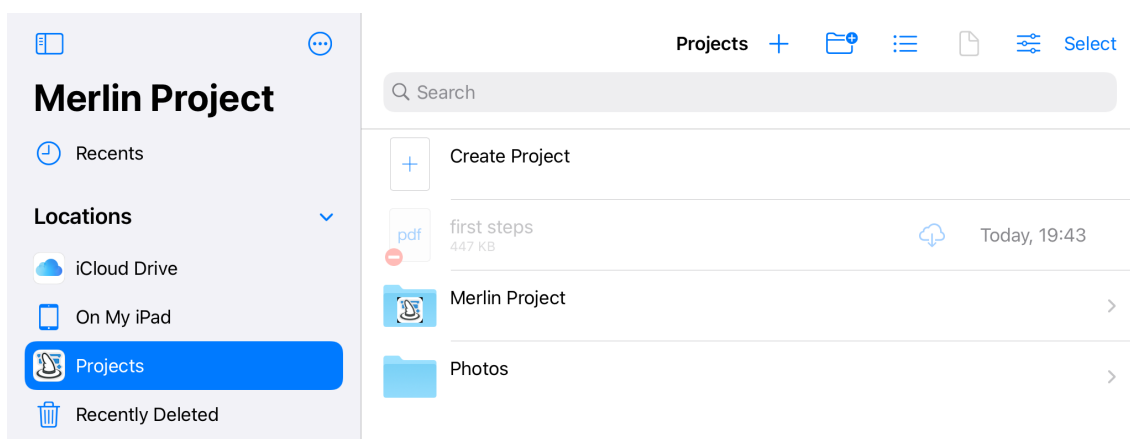 Merlin Project
Recents
Locations
iCloud Drive
On My iPad
Projects
Recently Deleted
Projects
Select
Search
Create Project
pdf
first steps
447 KB
Today, 19:43
Merlin Project
Photos